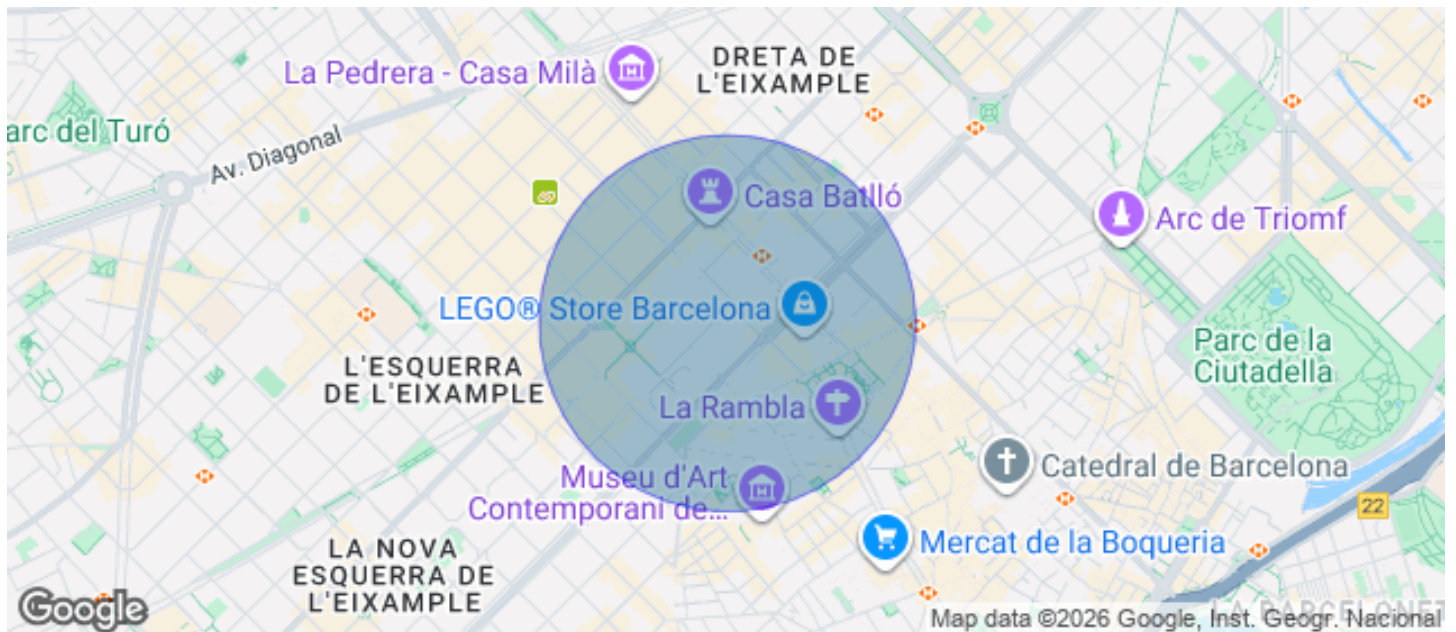 La Pedrera - Casa Milà
DRETA DE
L'EIXAMPLE
arc del Turó
Av. Diagonal
Casa Batlló
Arc de Triomf
LEGO® Store Barcelona
L'ESQUERRA
DE L'EIXAMPLE
Parc de la
Ciutadella
La Rambla
Museu d'Art
Contemporani de...
Catedral de Barcelona
22
Mercat de la Boqueria
LA NOVA
ESQUERRA DE
L'EIXAMPLE
Google
LA BARCELONET
Map data ©2026 Google, Inst. Geogr. Nacional